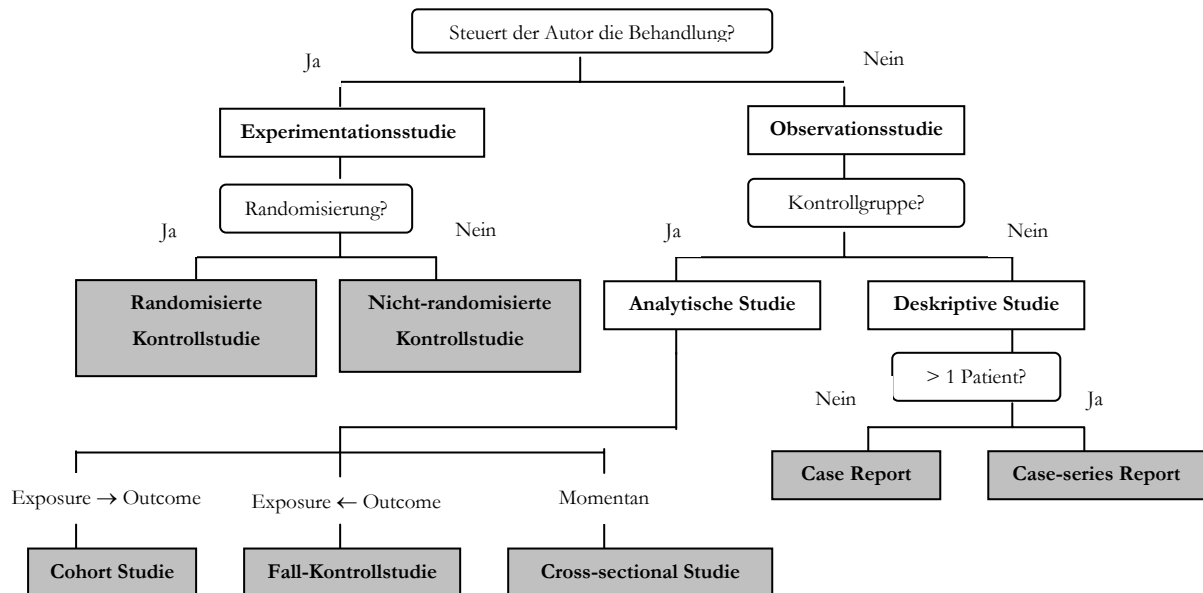 Steuert der Autor die Behandlung?
Ja
Nein
Experimentationsstudie
Observationsstudie
Randomisierung?
Kontrollgruppe?
Ja
Nein
Ja
Nein
Randomisierte
Kontrollstudie
Nicht-randomisierte
Kontrollstudie
Analytische Studie
Deskriptive Studie
> 1 Patient?
Nein
Ja
Case Report
Case-series Report
Exposure → Outcome
Exposure ← Outcome
Momentan
Cohort Studie
Fall-Kontrollstudie
Cross-sectional Studie